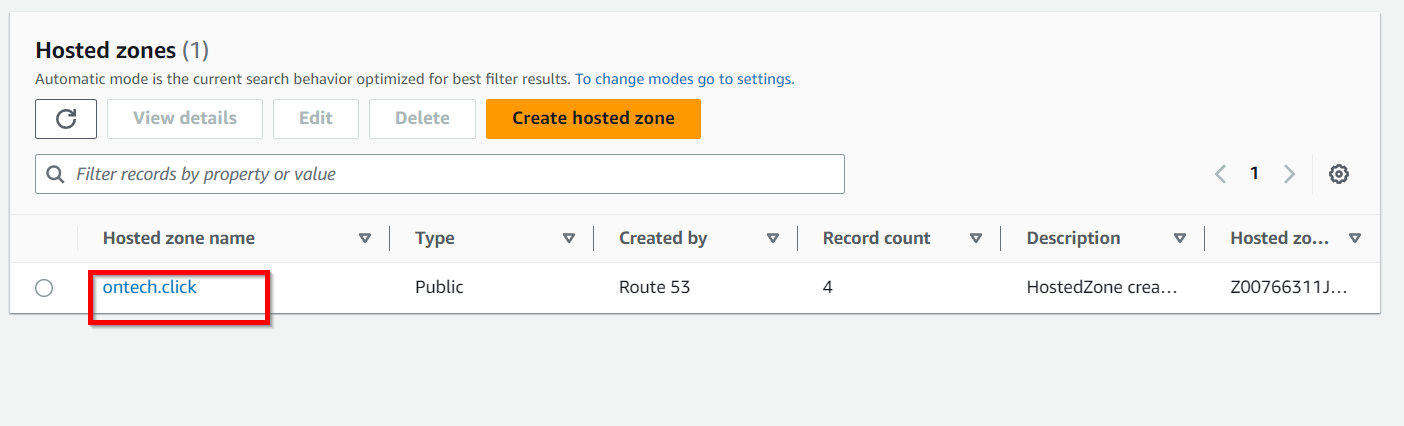 Hosted zones (1)
Automatic mode is the current search behavior optimized for best filter results. To change modes go to settings.
View details Edit Delete Create hosted zone
Filter records by property or value 1
Hosted zone name Type Created by Record count Description Hosted zo...
ontech.click Public Route 53 4 HostedZone crea... Z00766311J...